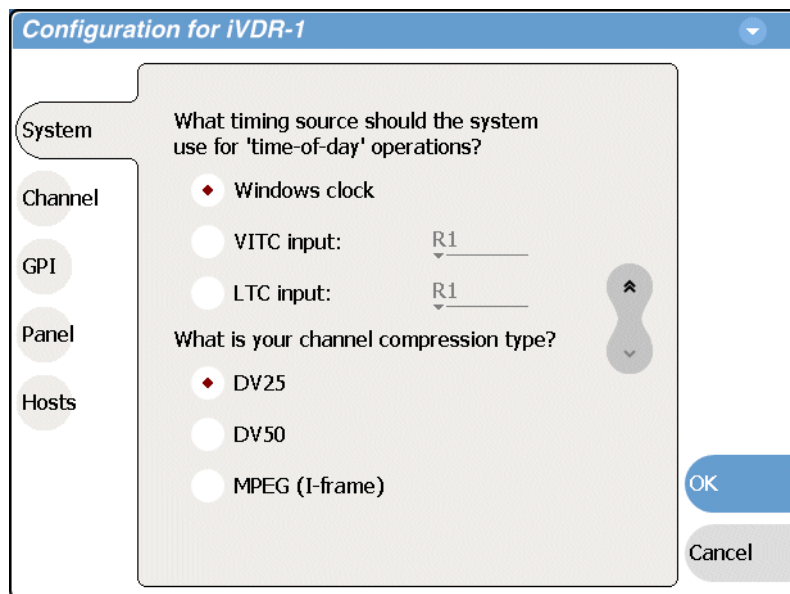 Configuration for iVDR-1
System
Channel
GPI
Panel
Hosts
What timing source should the system
use for 'time-of-day' operations?
Windows clock
VITC input: R1
LTC input: R1
What is your channel compression type?
DV25
DV50
MPEG (I-frame)
OK
Cancel